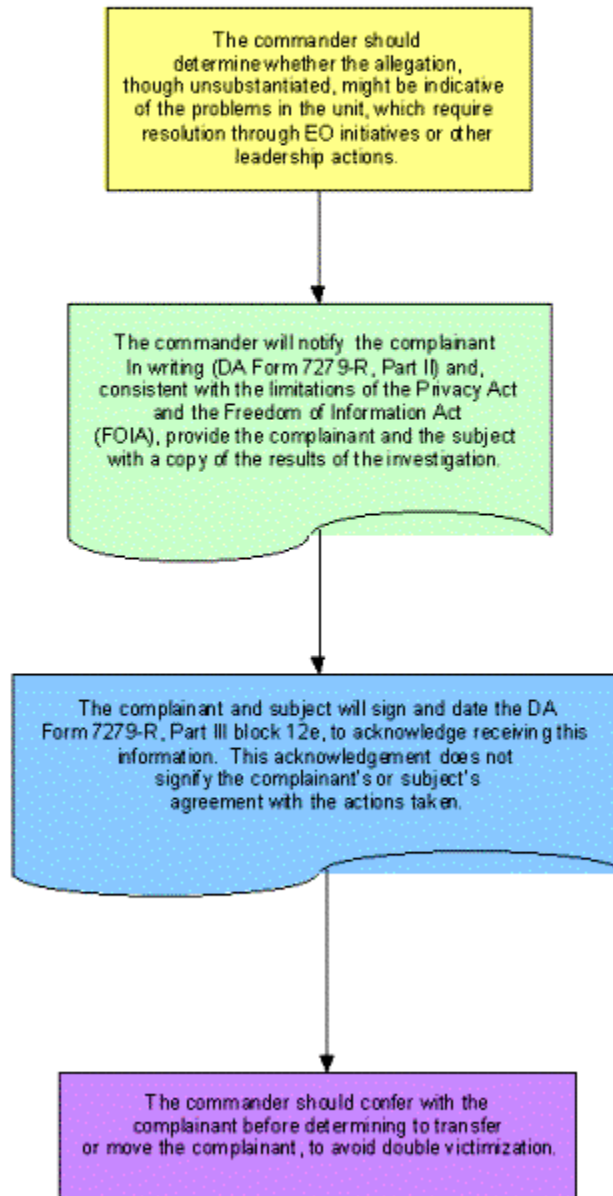 The commander should
determine whether the allegation,
though unsubstantiated, might be indicative
of the problems in the unit, which require
resolution through EO initiatives or other
leadership actions.
The commander will notify the complainant
In writing (DA Form 7279-R, Part II) and,
consistent with the limitations of the Privacy Act
and the Freedom of Information Act
(FOIA), provide the complainant and the subject
with a copy of the results of the investigation.
The complainant and subject will sign and date the DA
Form 7279-R, Part III block 12e, to acknowledge receiving this
information. This acknowledgement does not
signify the complainant's or subject's
agreement with the actions taken.
The commander should confer with the
complainant before determining to transfer
or move the complainant, to avoid double victimization.